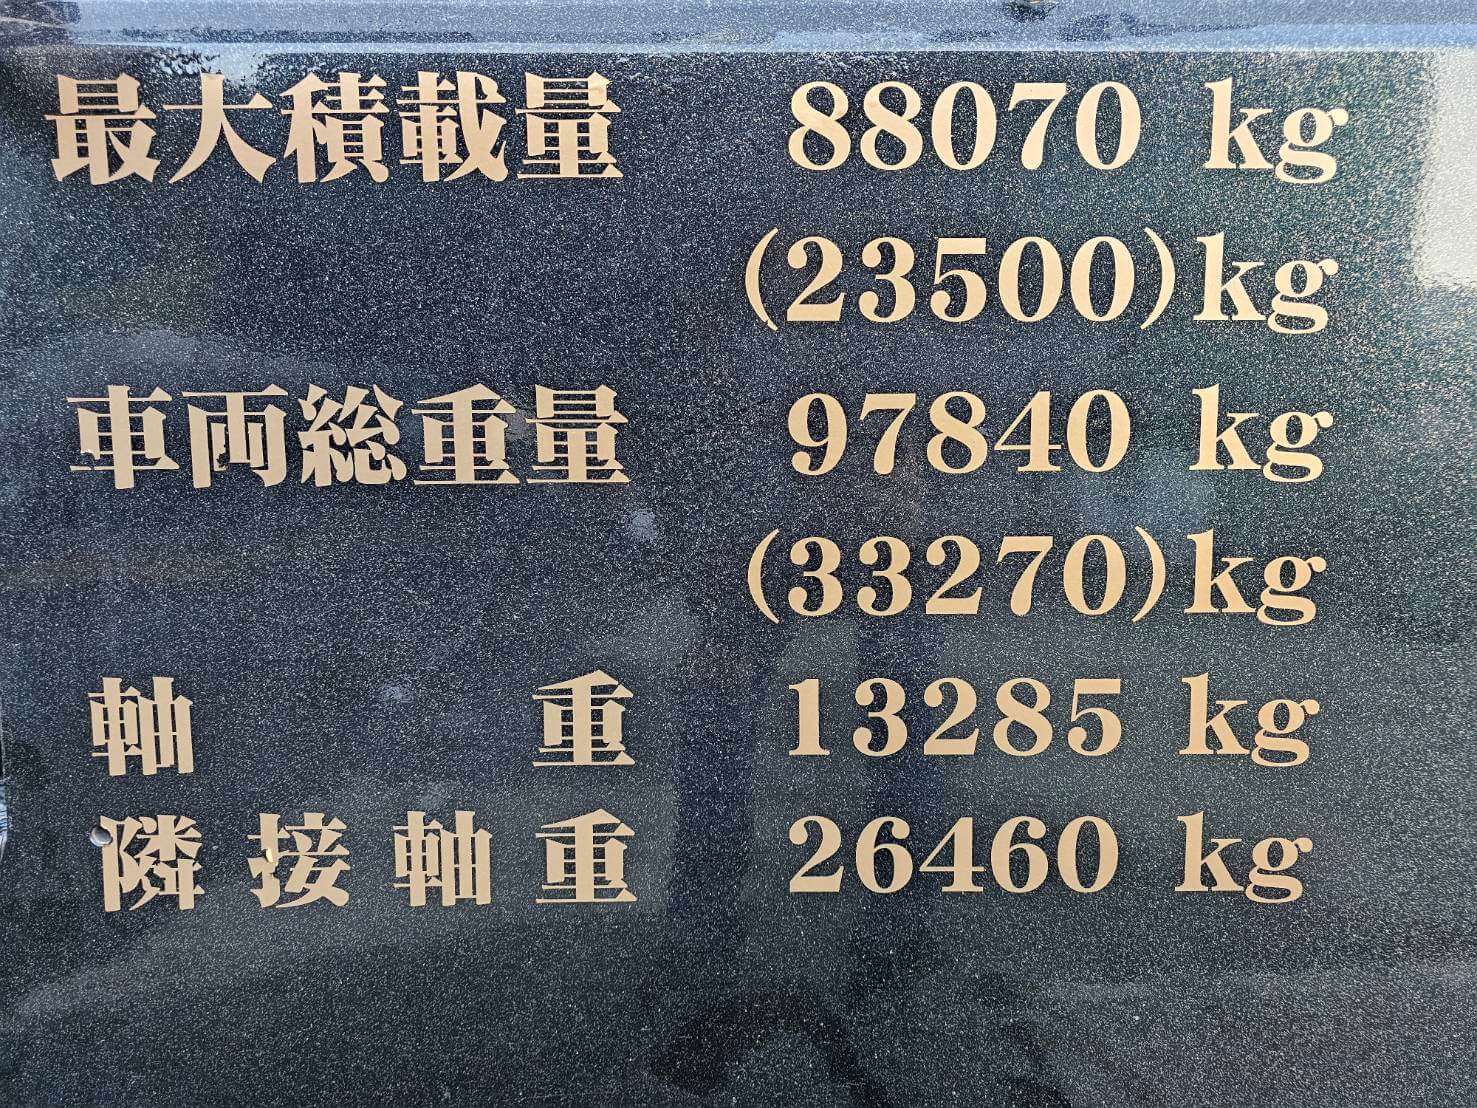 最大積載量 88070 kg
(23500)kg
車両総重量 97840 kg
(33270)kg
軸 重 13285 kg
隣接軸重 26460 kg